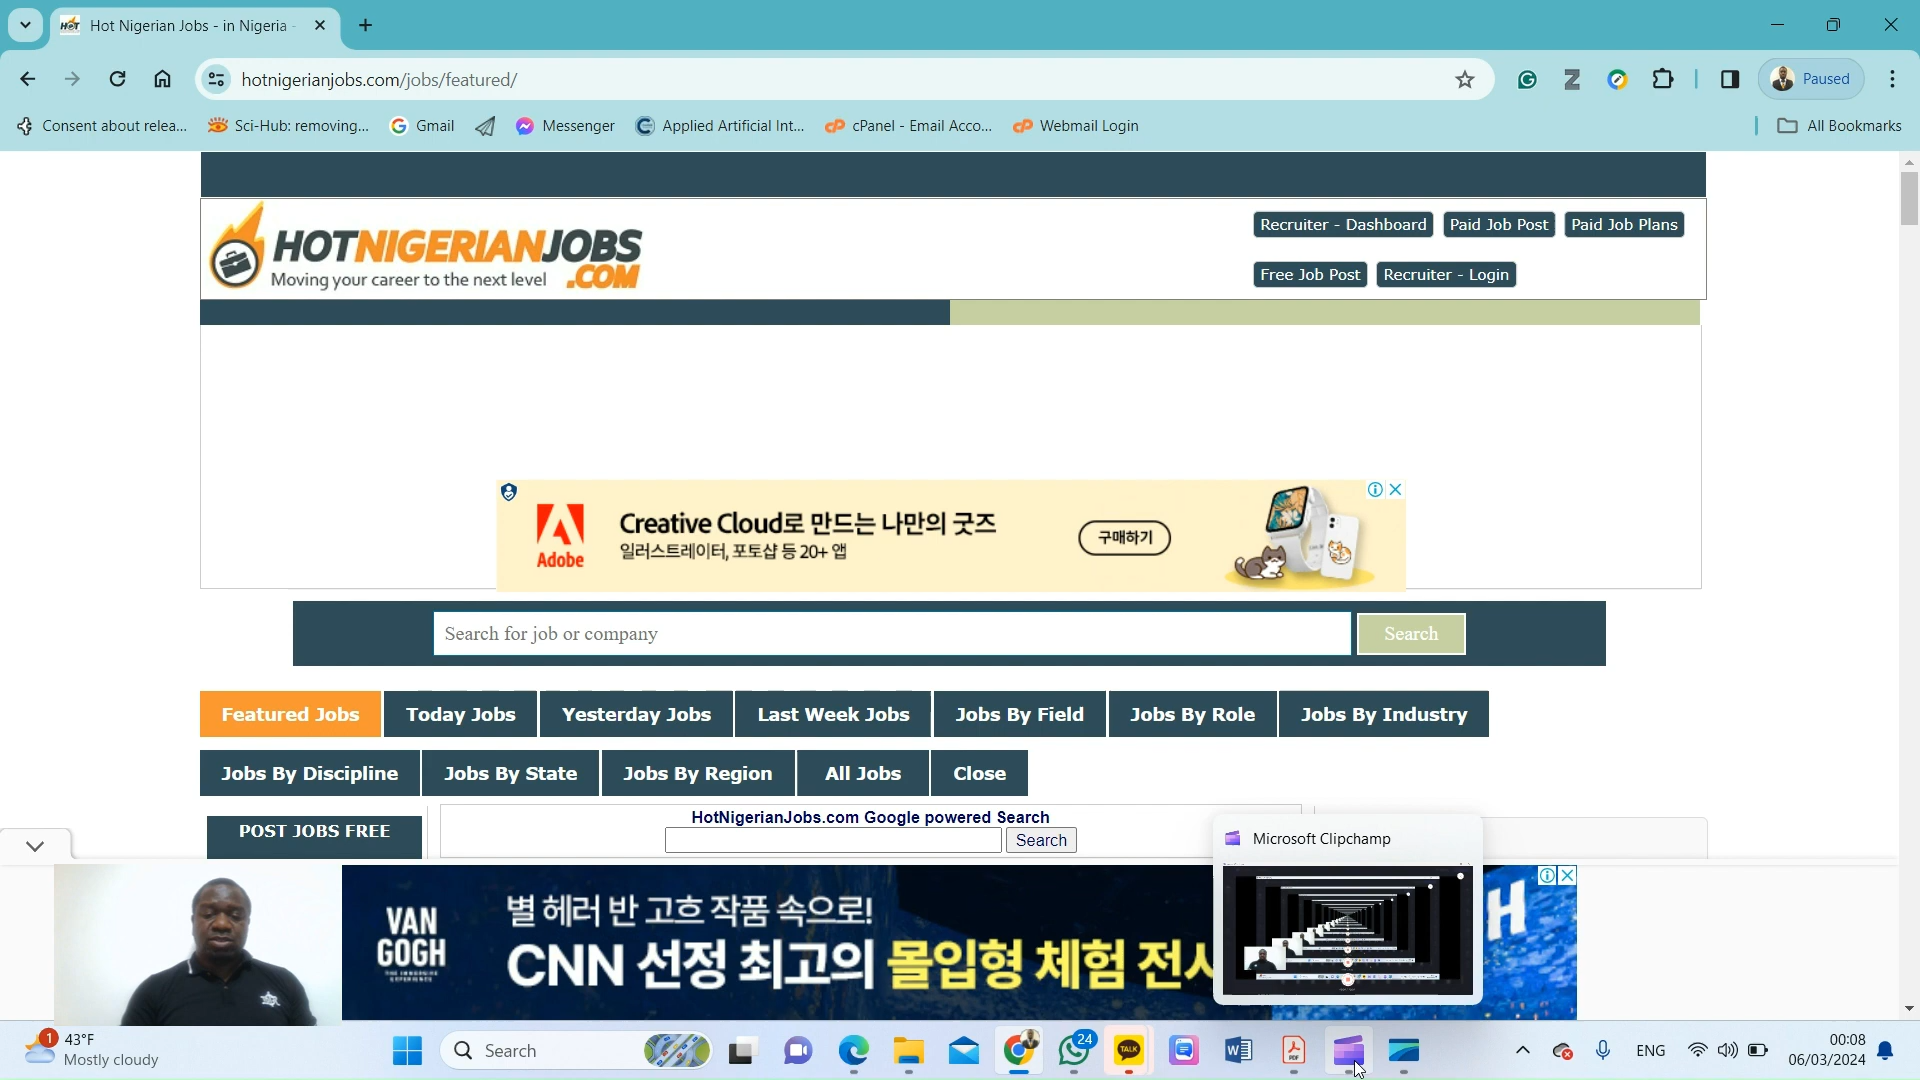 Hot Nigerian Jobs - in Nigeria -
hotnigerianjobs.com/jobs/featured/
Paused
Consent about relea...
Sci-Hub: removing...
Gmail
Messenger
Applied Artificial Int...
cPanel - Email Acco...
Webmail Login
All Bookmarks
HOTNIGERIANJOBS
.COM
Moving your career to the next level
Recruiter - Dashboard
Paid Job Post
Paid Job Plans
Free Job Post
Recruiter - Login
Adobe
Creative Cloud로 만드는 나만의 굿즈
일러스트레이터, 포토샵 등 20+ 앱
구매하기
Search for job or company
Search
Featured Jobs
Today Jobs
Yesterday Jobs
Last Week Jobs
Jobs By Field
Jobs By Role
Jobs By Industry
Jobs By Discipline
Jobs By State
Jobs By Region
All Jobs
Close
POST JOBS FREE
HotNigerianJobs.com Google powered Search
Search
Microsoft Clipchamp
VAN
GOGH
THE IMMERSIVE
EXPERIENCE
별 헤러 반 고흐 작품 속으로!
CNN 선정 최고의 몰입형 체험 전시
H
1
43°F
Mostly cloudy
Search
24
TALK
PDF
ENG
00:08
06/03/2024